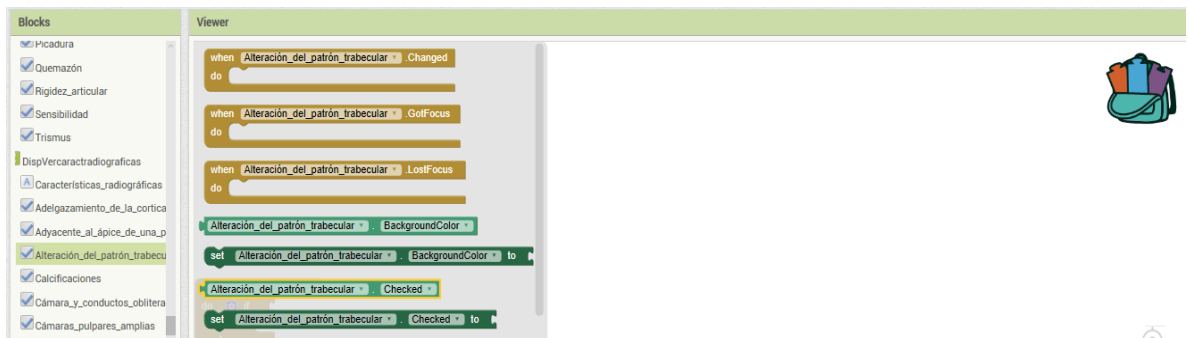 Blocks
Viewer
Picadura
Quemazón
Rigidez_articular
Sensibilidad
Trismus
DispVercaractradiograficas
A Características_radiográficas
Adelgazamiento_de_la_cortica
Adyacente_al_ápice_de_una_p
Alteración_del_patrón_trabecu
Calcificaciones
Cámara_y_conductos_oblitera
Cámaras_pulpares_amplias
when Alteración_del_patrón_trabecular .Changed
do
when Alteración_del_patrón_trabecular .GotFocus
do
when Alteración_del_patrón_trabecular .LostFocus
do
Alteración_del_patrón_trabecular . BackgroundColor
set Alteración_del_patrón_trabecular . BackgroundColor to
Alteración_del_patrón_trabecular . Checked
set Alteración_del_patrón_trabecular . Checked to